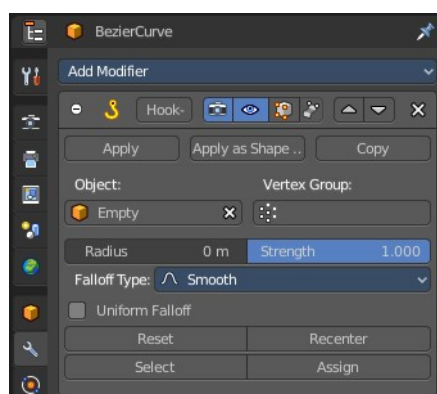 BezierCurve
Add Modifier
Hook-
Apply Apply as Shape .. Copy
Object: Vertex Group:
Empty
Radius 0 m Strength 1.000
Falloff Type: Smooth
Uniform Falloff
Reset Recenter
Select Assign